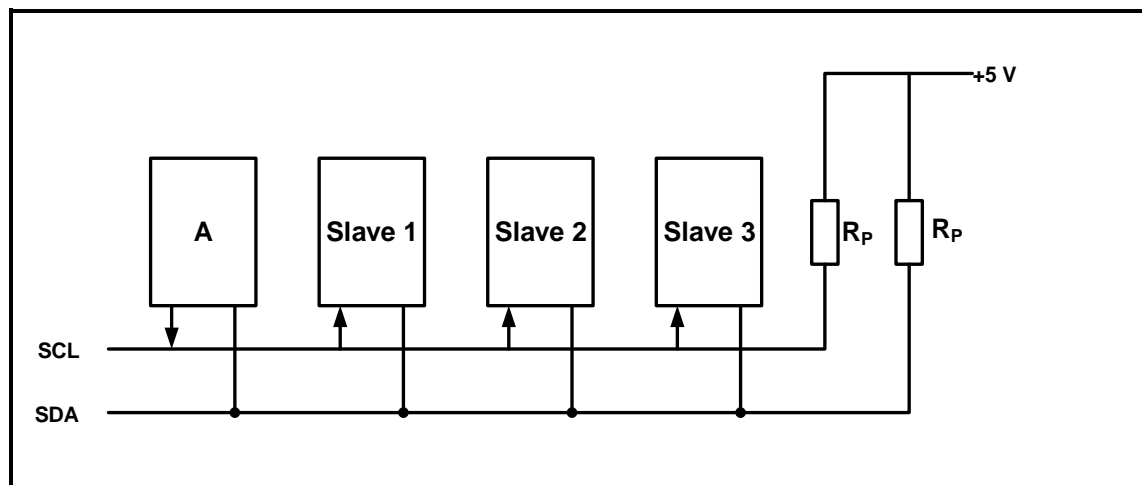 +5 V
A
Slave 1
Slave 2
Slave 3
RP
RP
SCL
SDA